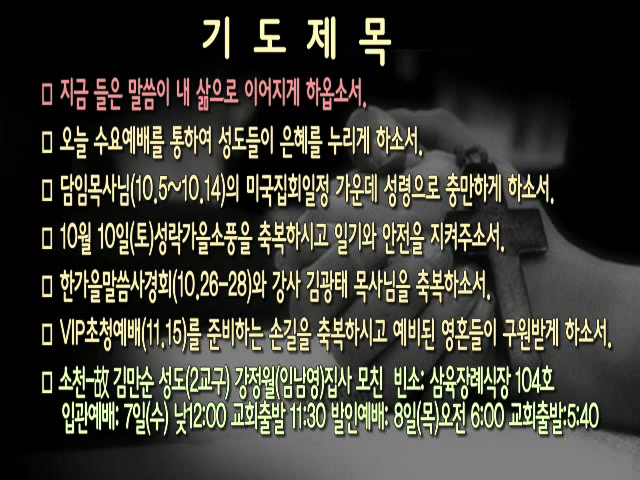 기 도 제 목
□ 지금 들은 말씀이 내 삶으로 이어지게 하옵소서.
□ 오늘 수요예배를 통하여 성도들이 은혜를 누리게 하소서.
□ 담임목사님(10.5~10.14)의 미국집회일정 가운데 성령으로 충만하게 하소서.
□ 10월 10일(토)성락가을소풍을 축복하시고 일기와 안전을 지켜주소서.
□ 한가을말씀사경회(10.26-28)와 강사 김광태 목사님을 축복하소서.
□ VIP초청예배(11.15)를 준비하는 손길을 축복하시고 예비된 영혼들이 구원받게 하소서.
□ 소천-故 김만순 성도(2교구) 강정월(임남영)집사 모친 빈소: 삼육장례식장 104호
입관예배: 7일(수) 낮12:00 교회출발 11:30 발인예배: 8일(목)오전 6:00 교회출발:5:40